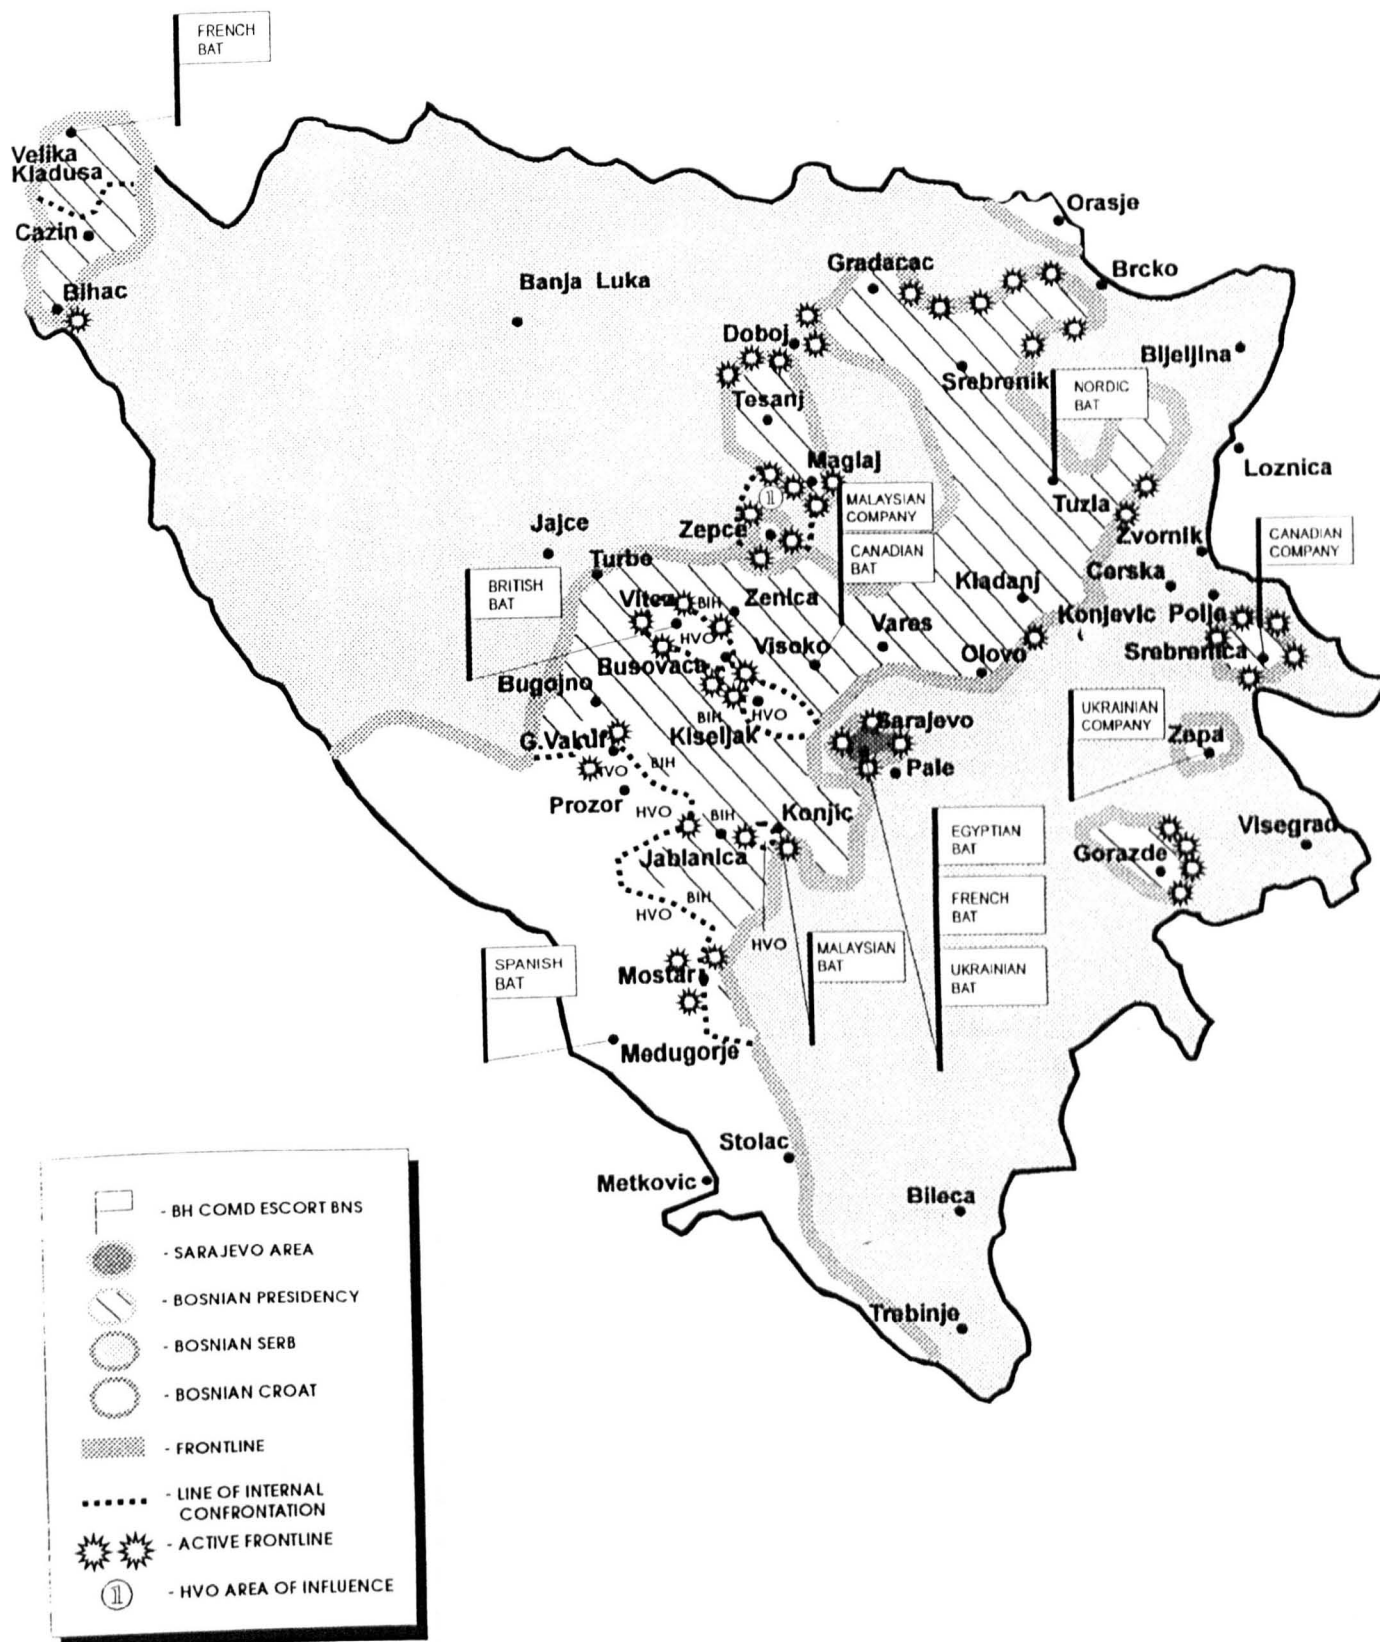 FRENCH
BAT
Velika
Kladusa
Cazin
Bihac
Banja Luka
Orasje
Gradacac
Brcko
Doboj
Bijeljina
Srebrenik
NORDIC
BAT
Tesanj
Maglaj
Loznica
1
MALAYSIAN
COMPANY
Tuzla
Jajce
Zepce
Zvornik
CANADIAN
COMPANY
Turbe
CANADIAN
BAT
BRITISH
BAT
Kladanj
Cerska
Vitez
BIH
Zenica
Konjevic Polje
HVO
Vares
Busovaca
Visoko
Olovo
Srebrenica
Bugojno
HVO
BIH
Kiseljak
Sarajevo
UKRAINIAN
COMPANY
Zepa
G.Vakuf
HVO
BIH
Pale
Prozor
HVO
BIH
Konjic
EGYPTIAN
BAT
Visegrad
Jablanica
Gorazde
BIH
HVO
FRENCH
BAT
HVO
MALAYSIAN
BAT
SPANISH
BAT
Mostar
UKRAINIAN
BAT
Medugorje
Stolac
Metkovic
Bileca
Trebinje
- BH COMD ESCORT BNS
- SARAJEVO AREA
- BOSNIAN PRESIDENCY
- BOSNIAN SERB
- BOSNIAN CROAT
- FRONTLINE
- LINE OF INTERNAL
CONFRONTATION
- ACTIVE FRONTLINE
1 - HVO AREA OF INFLUENCE